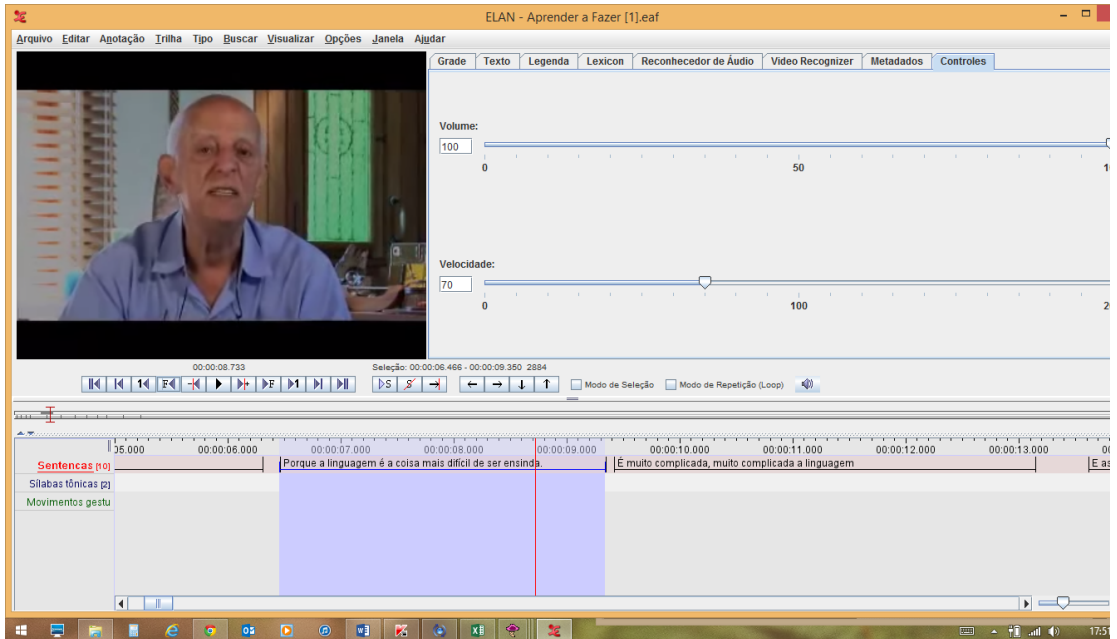 ELAN - Aprender a Fazer [1].eaf
Arquivo Editar Anotação Trilha Tipo Buscar Visualizar Opções Janela Ajudar
Grade Texto Legenda Lexicon Reconhecedor de Áudio Video Recognizer Metadados Controles
Volume:
100
0 50
Velocidade:
70
0 100
00:00:08.733 Seleção: 00:00:06.466 - 00:00:09.350 2884
Modo de Seleção Modo de Repetição (Loop)
05.000 00:00:06.000 00:00:07.000 00:00:08.000 00:00:09.000 00:00:10.000 00:00:11.000 00:00:12.000 00:00:13.000
Sentencas [10] Porque a linguagem é a coisa mais difícil de ser ensinda. É muito complicada, muito complicada a linguagem E as
Sílabas tônicas [2]
Movimentos gestu
17:51